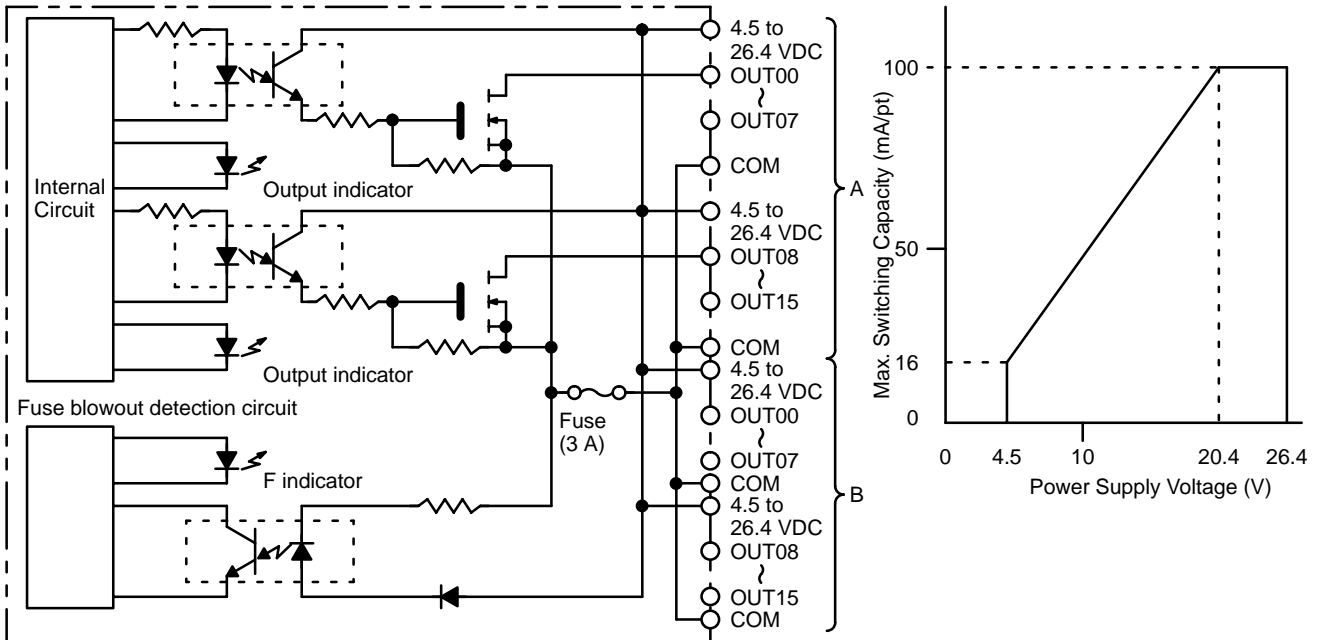 Internal
Circuit
Output indicator
Output indicator
Fuse blowout detection circuit
F indicator
Fuse
(3 A)
4.5 to
26.4 VDC
OUT00
~
OUT07
COM
4.5 to
26.4 VDC
OUT08
~
OUT15
COM
A
4.5 to
26.4 VDC
OUT00
~
OUT07
COM
4.5 to
26.4 VDC
OUT08
~
OUT15
COM
B
Max. Switching Capacity (mA/pt)
100
50
16
0
0 4.5 10 20.4 26.4
Power Supply Voltage (V)